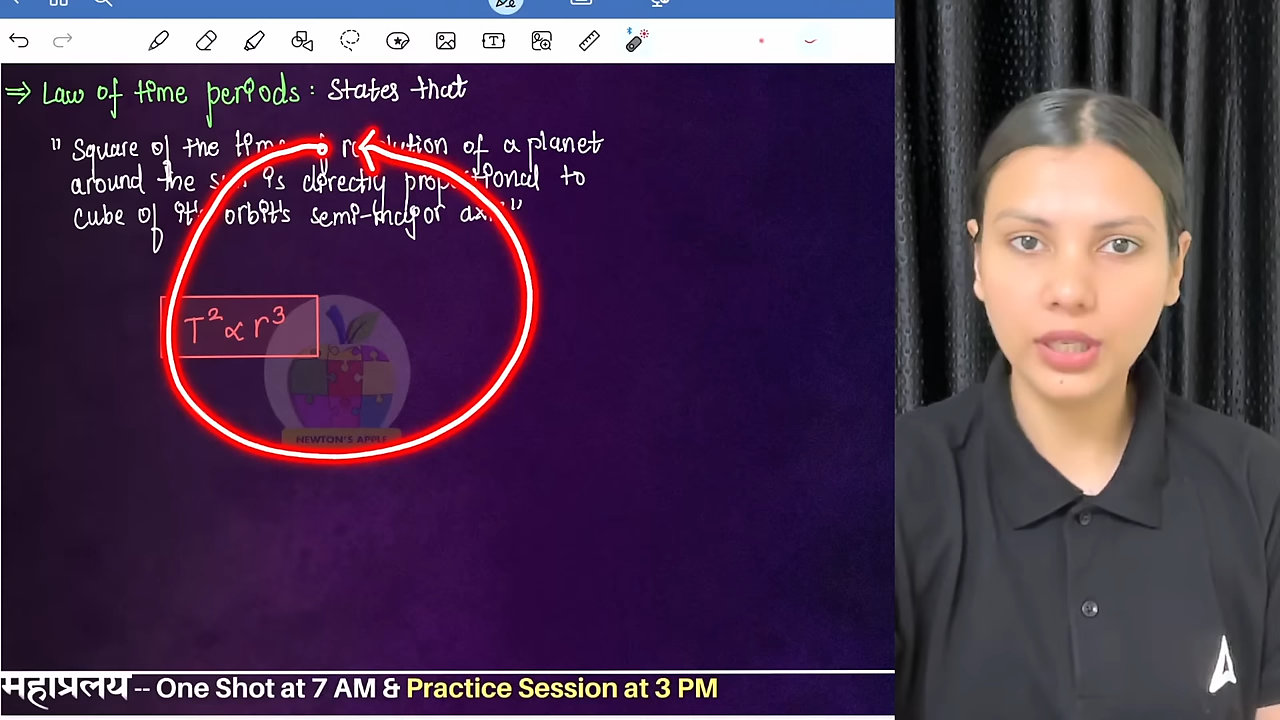 ⇒ Law of time periods : States that
" Square of the time of revolution of a planet
around the sun is directly proportional to
cube of it's orbit's semi-major axis"
T² ∝ r³
NEWTON'S APPLE
महाप्रलय -- One Shot at 7 AM & Practice Session at 3 PM